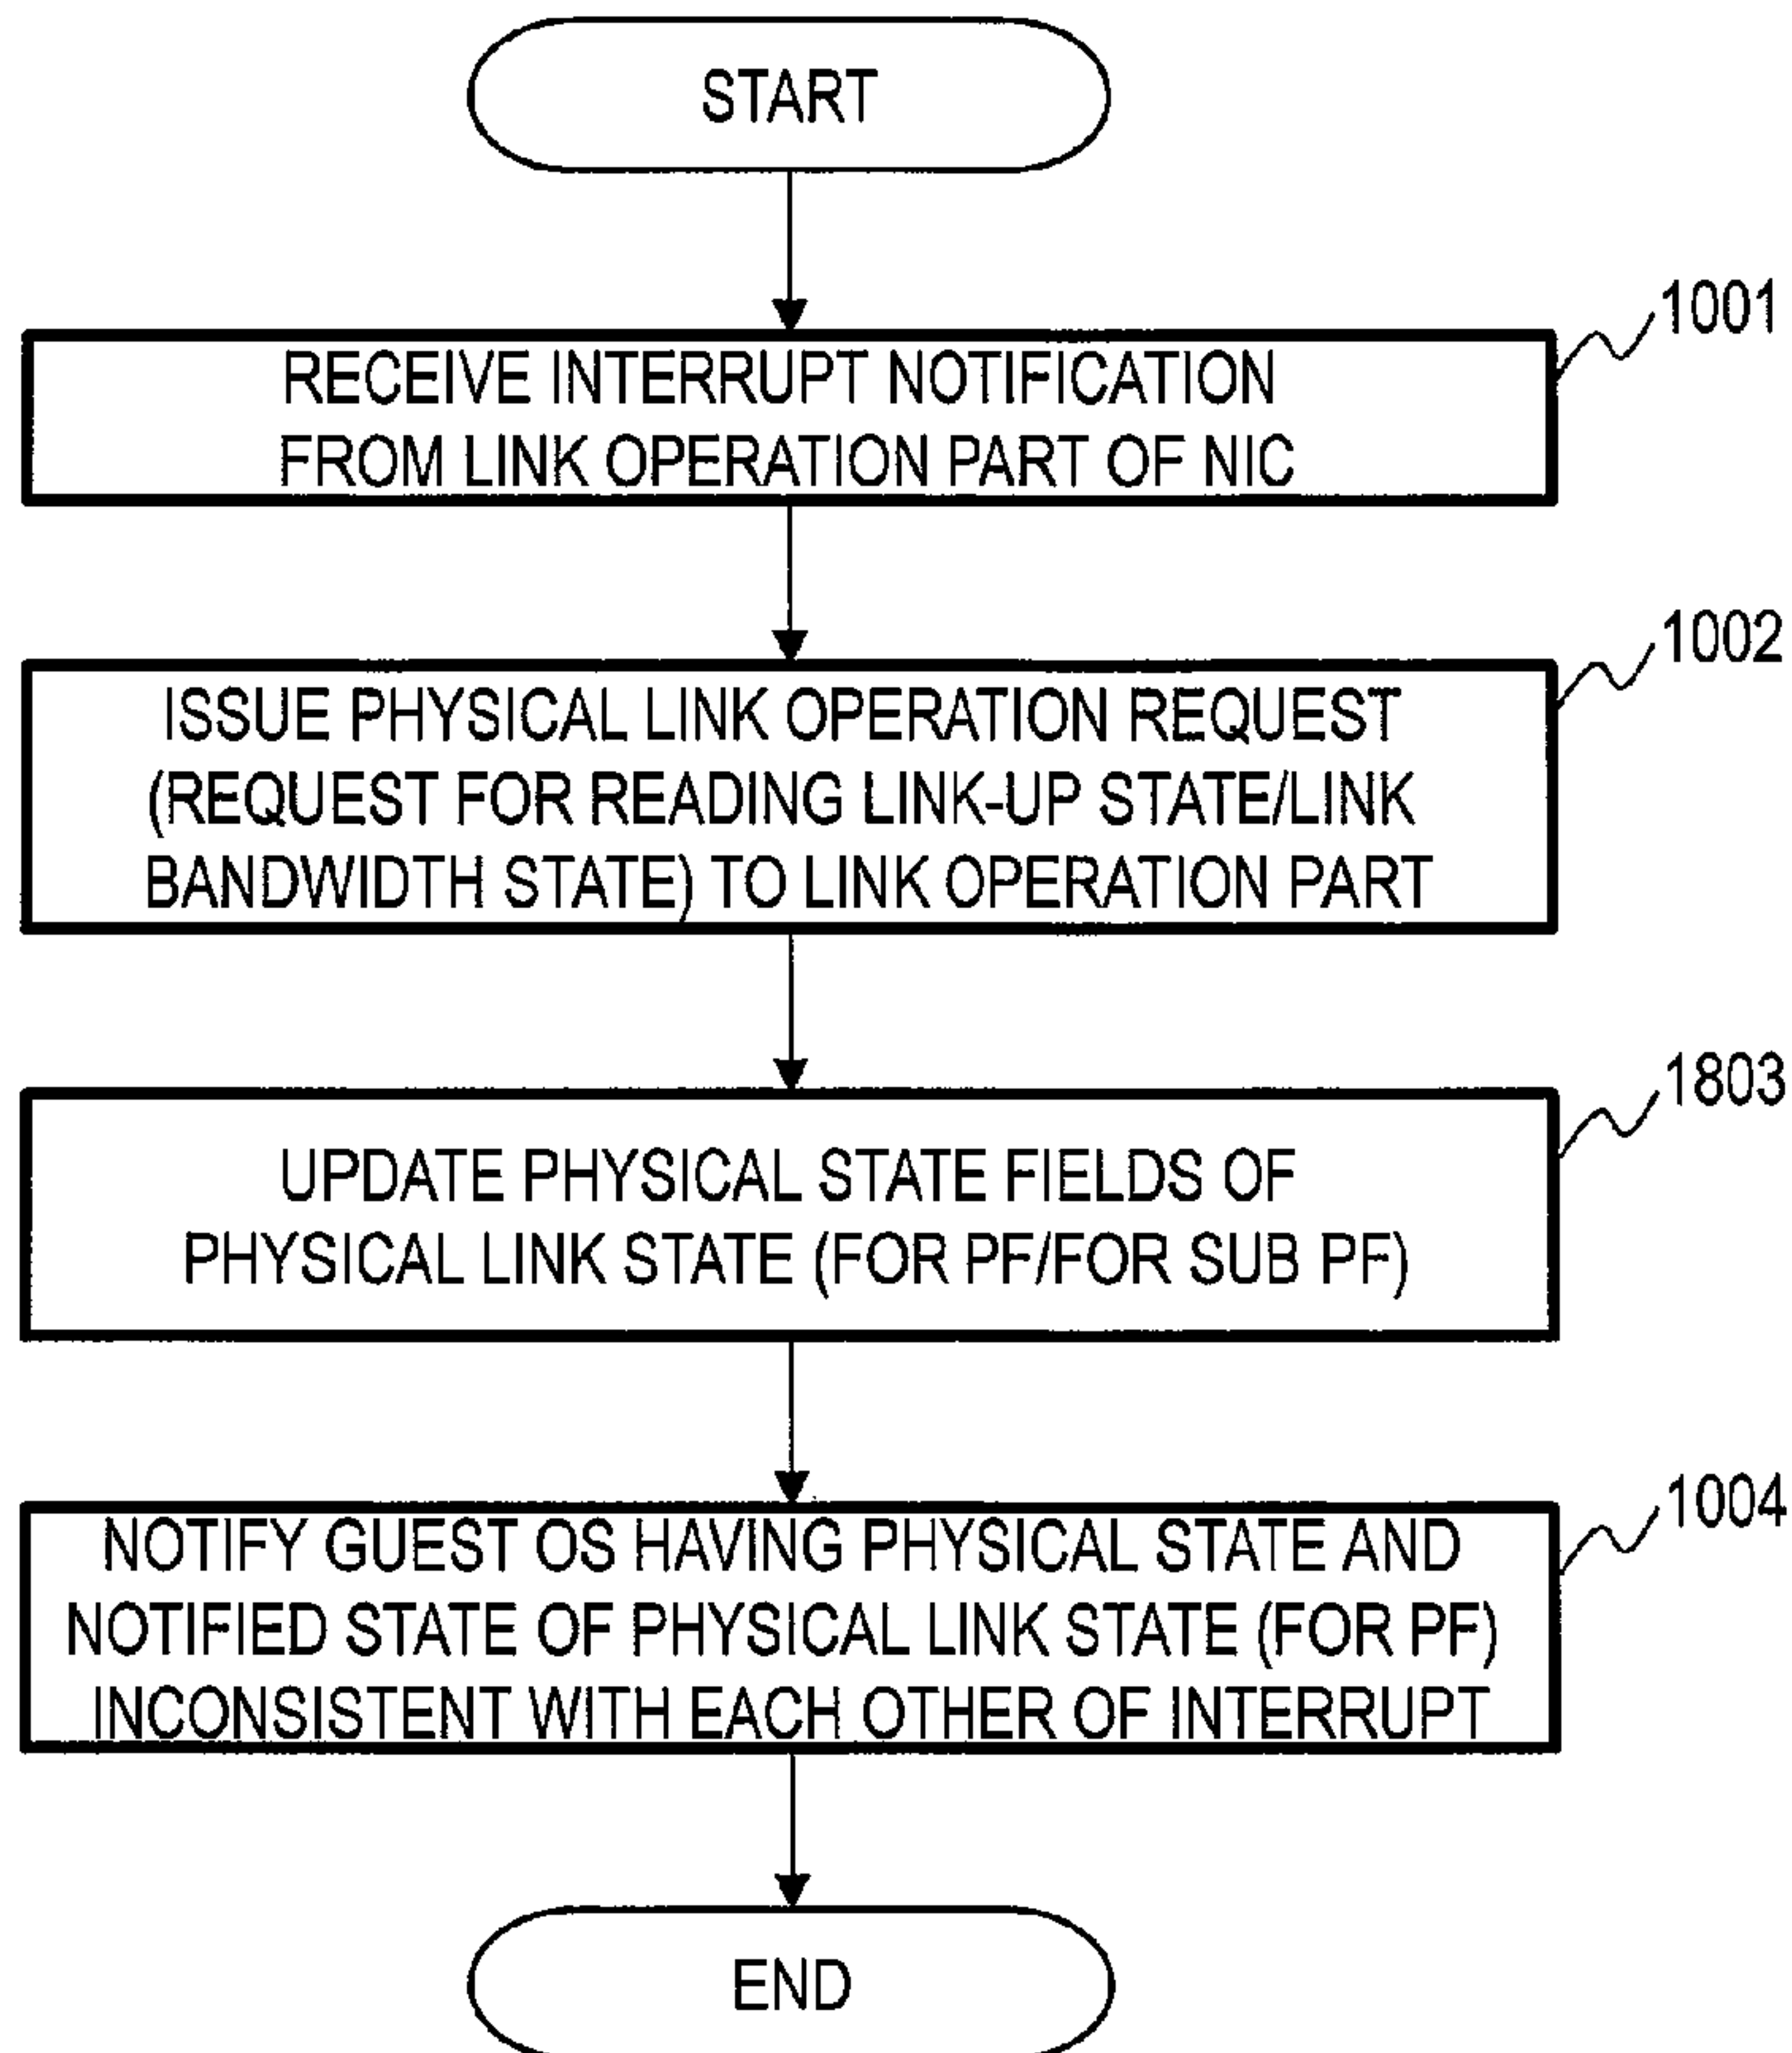 START
1001
RECEIVE INTERRUPT NOTIFICATION
FROM LINK OPERATION PART OF NIC
1002
ISSUE PHYSICAL LINK OPERATION REQUEST
(REQUEST FOR READING LINK-UP STATE/LINK
BANDWIDTH STATE) TO LINK OPERATION PART
1803
UPDATE PHYSICAL STATE FIELDS OF
PHYSICAL LINK STATE (FOR PF/FOR SUB PF)
1004
NOTIFY GUEST OS HAVING PHYSICAL STATE AND
NOTIFIED STATE OF PHYSICAL LINK STATE (FOR PF)
INCONSISTENT WITH EACH OTHER OF INTERRUPT
END